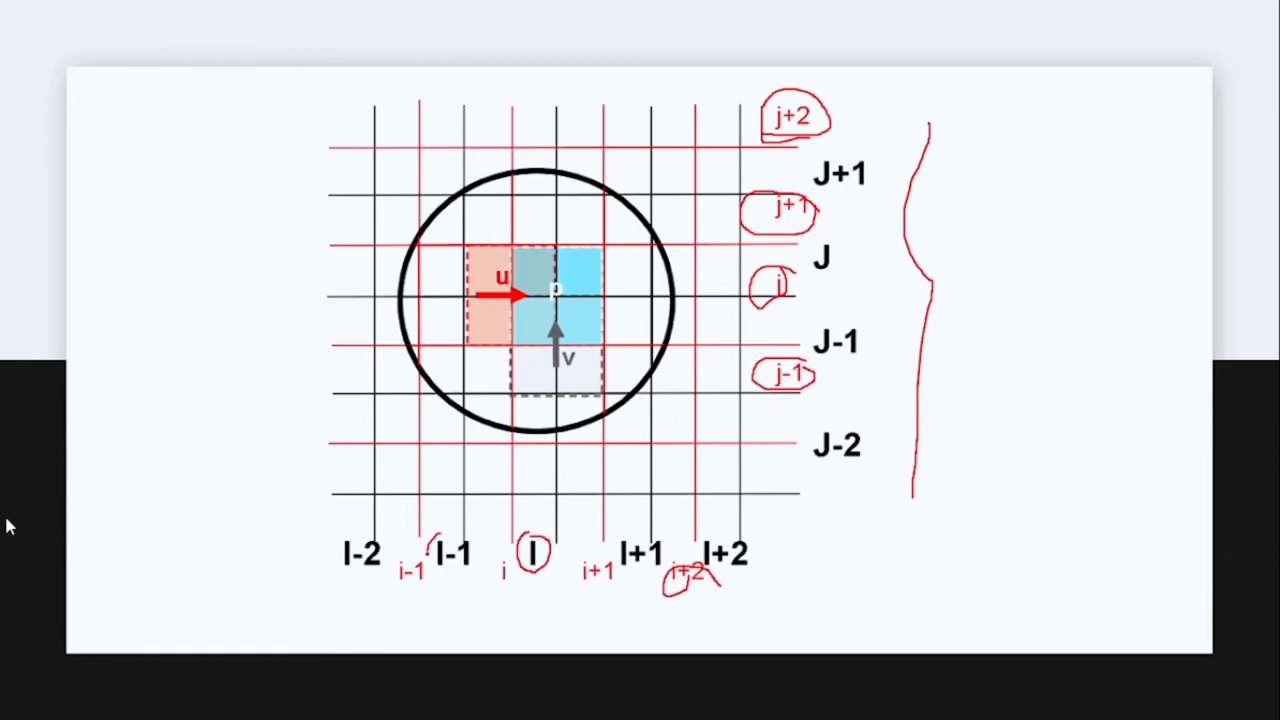 j+2
J+1
j+1
J
j
u
p
J-1
v
j-1
J-2
I-2 I-1 I I+1 I+2
i-1 i i+1 i+2